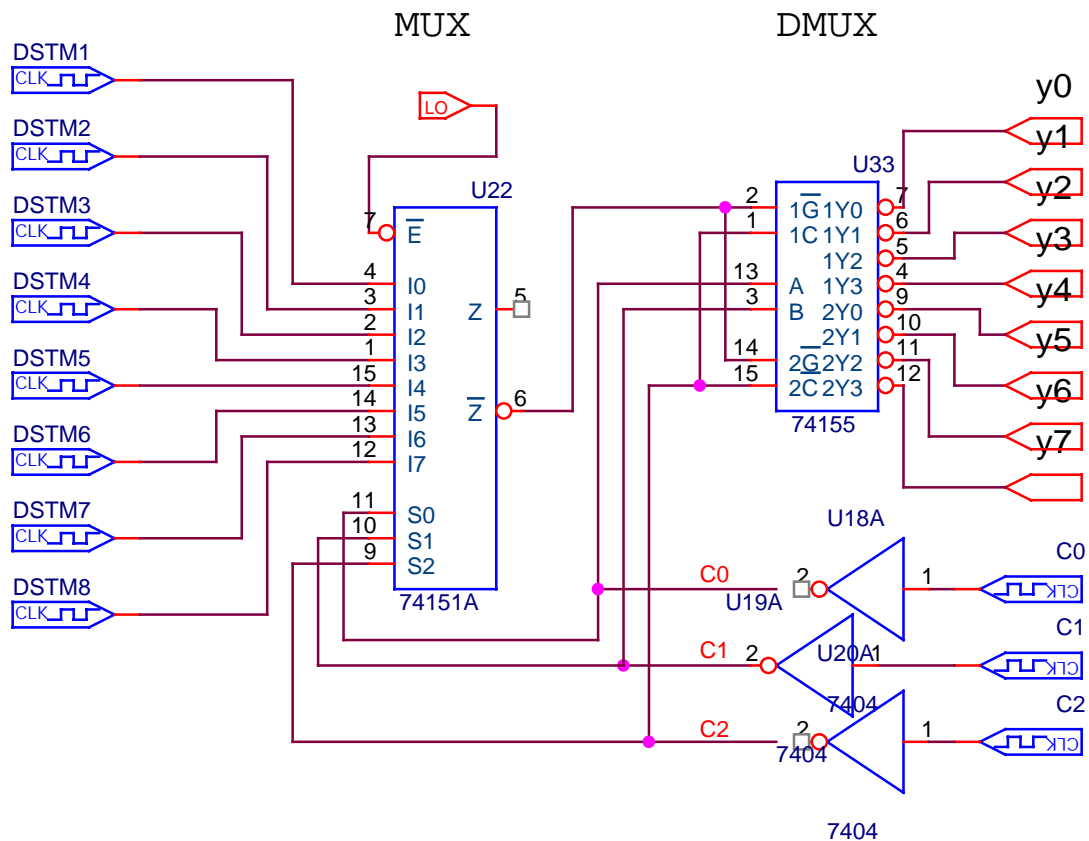 MUX DMUX
DSTM1
CLK
LO
y0
DSTM2
CLK
y1
DSTM3
CLK
U22
U33
y2
7 E
2 1G 1Y0 7
1 1C 1Y1 6
y3
1Y2 5
DSTM4
CLK
4 I0
13 A 1Y3 4
y4
3 I1
Z 5
3 B 2Y0 9
2 I2
2Y1 10
y5
DSTM5
CLK
1 I3
14 2G 2Y2 11
15 I4
15 2C 2Y3 12
y6
14 I5
Z 6
74155
DSTM6
CLK
13 I6
y7
12 I7
DSTM7
CLK
11 S0
U18A
10 S1
9 S2
C0
DSTM8
CLK
74151A
C0 2 1 CLK
U19A
C1
C1 2 U20A 1 CLK
7404
C2
C2 2 1 CLK
7404
7404